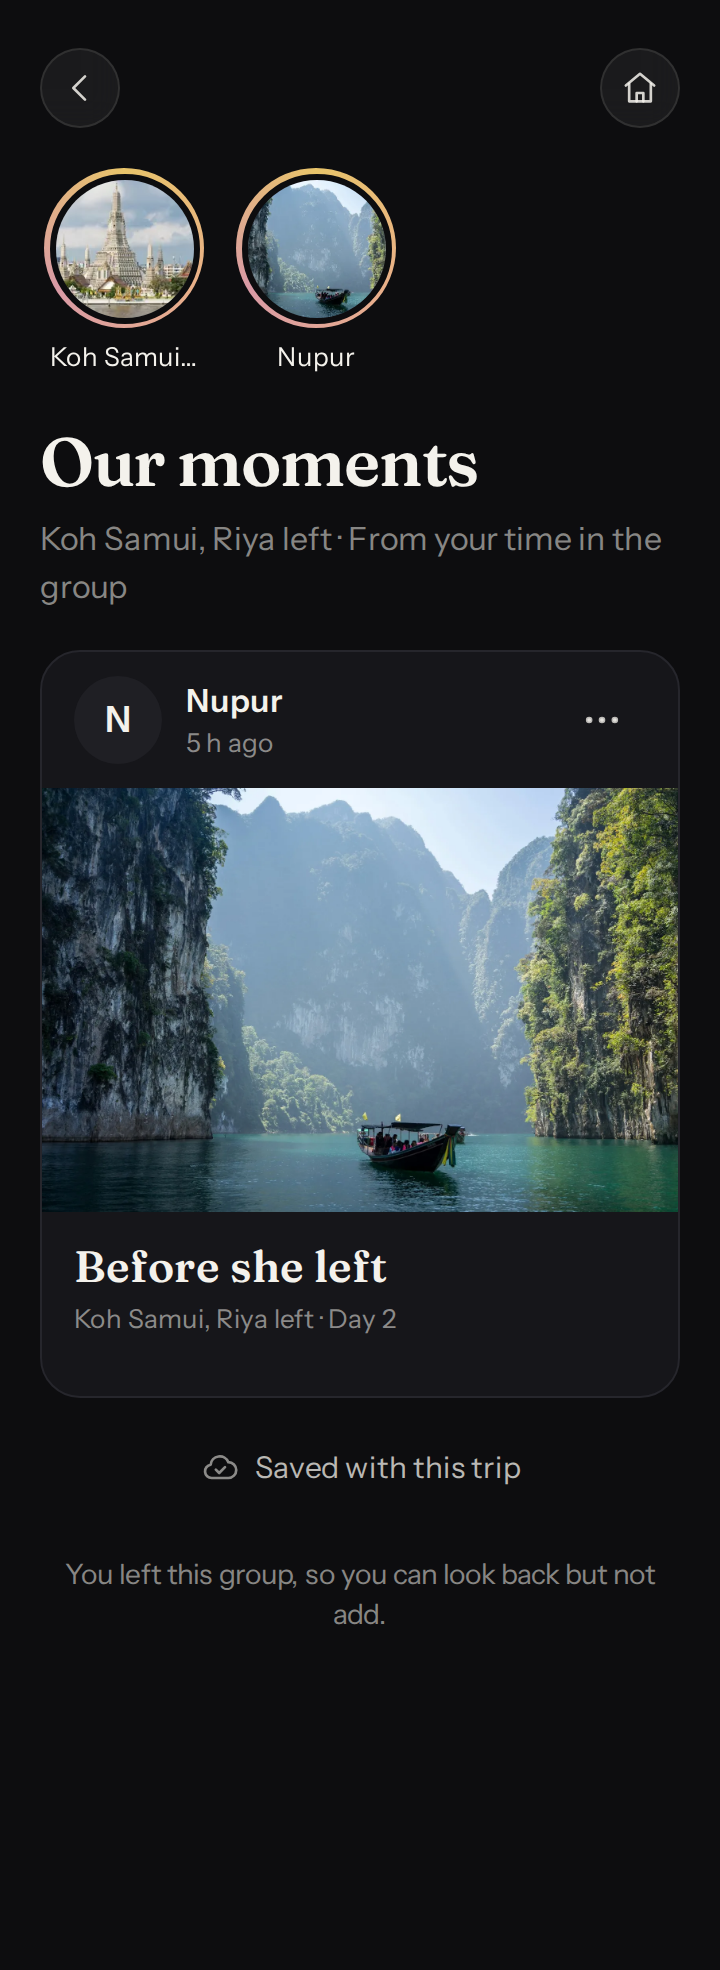 Koh Samui...
Nupur
Our moments
Koh Samui, Riya left · From your time in the
group
N
Nupur
5 h ago
Before she left
Koh Samui, Riya left · Day 2
Saved with this trip
You left this group, so you can look back but not
add.